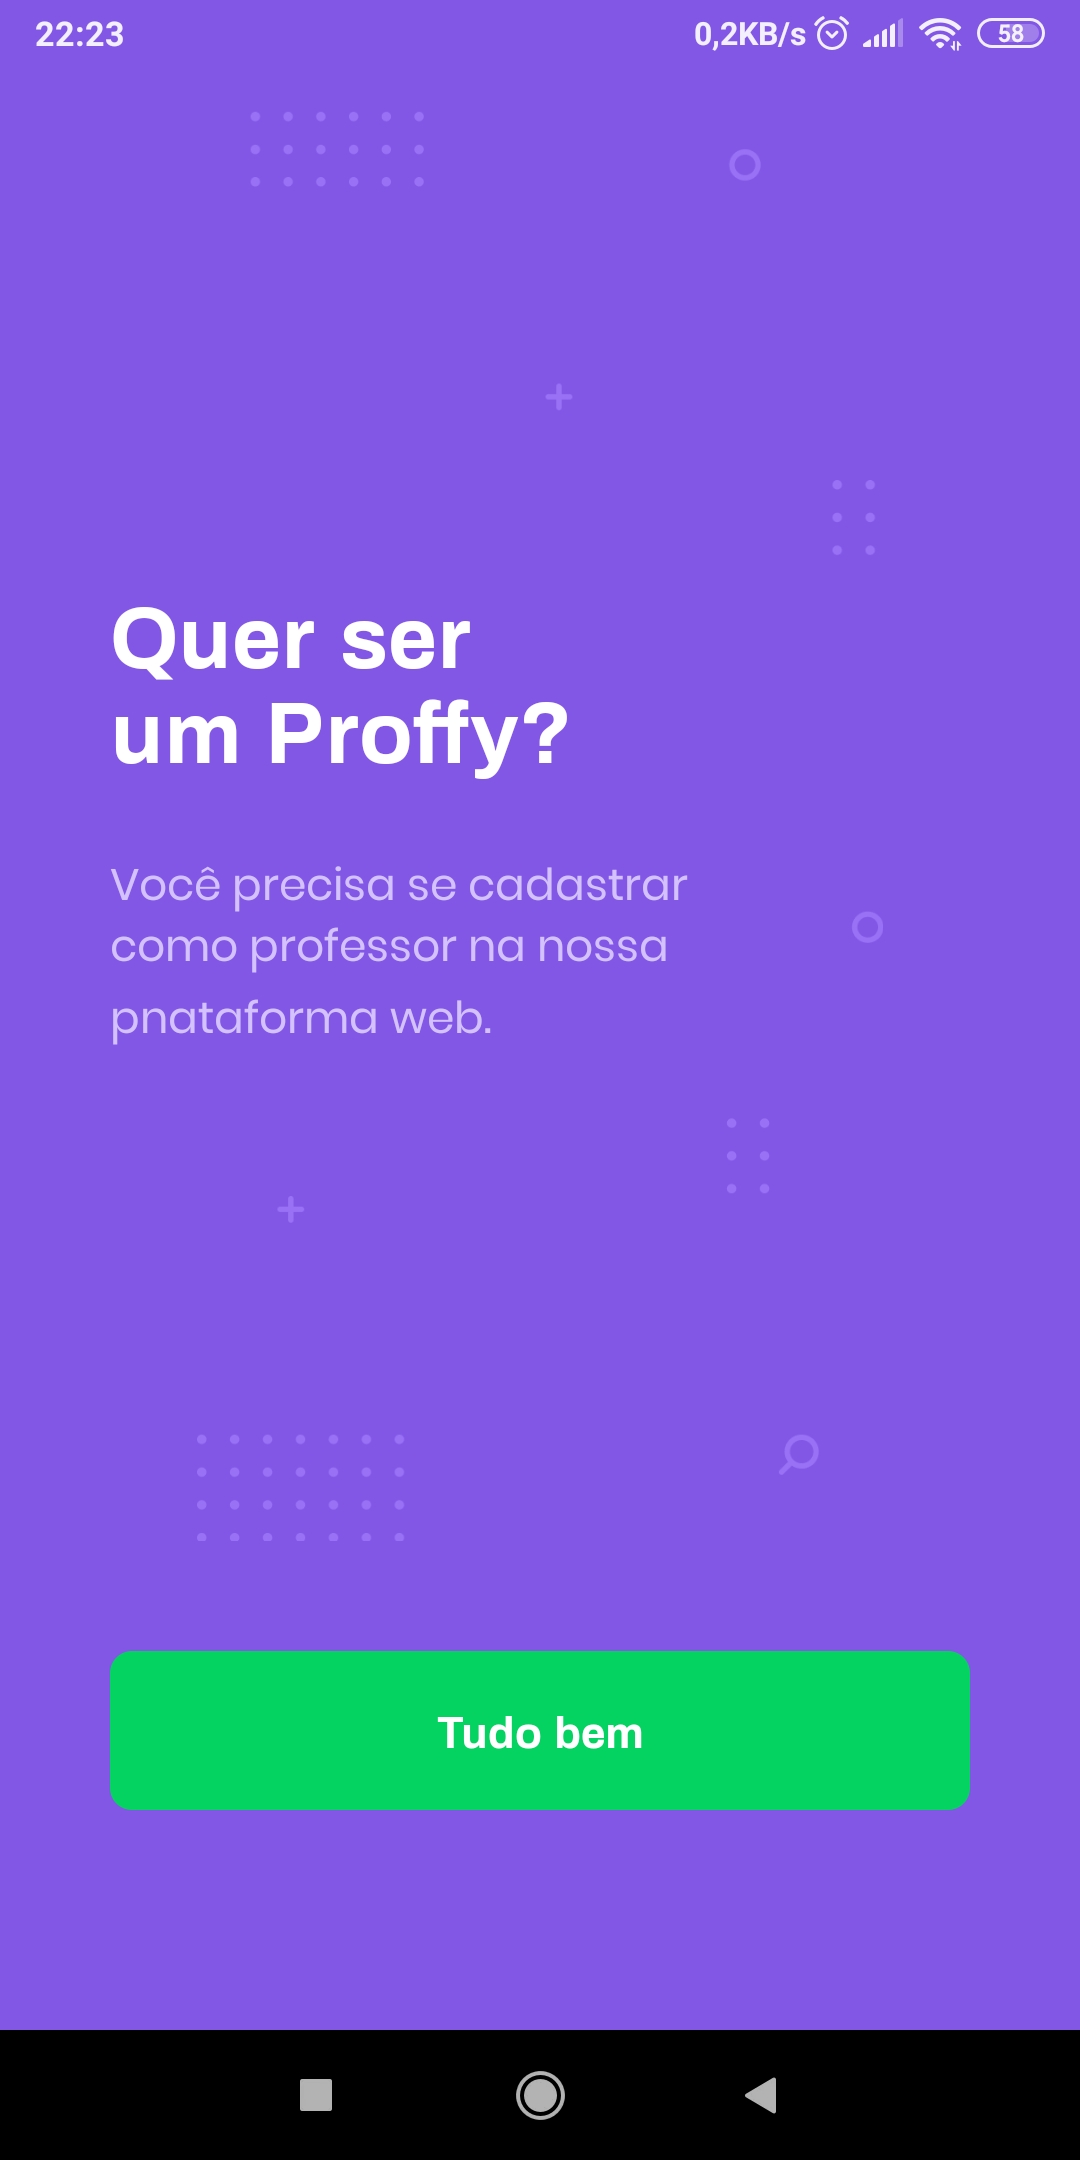 22:23 0,2KB/s 58
Quer ser
um Proffy?
Você precisa se cadastrar
como professor na nossa
pnataforma web.
Tudo bem